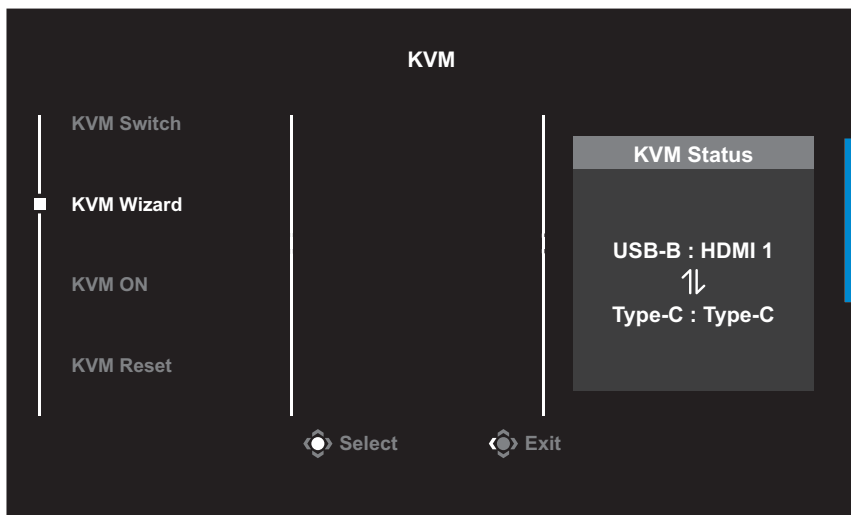 KVM
KVM Switch
KVM Wizard
KVM ON
KVM Reset
KVM Status
USB-B : HDMI 1
Type-C : Type-C
Select
Exit